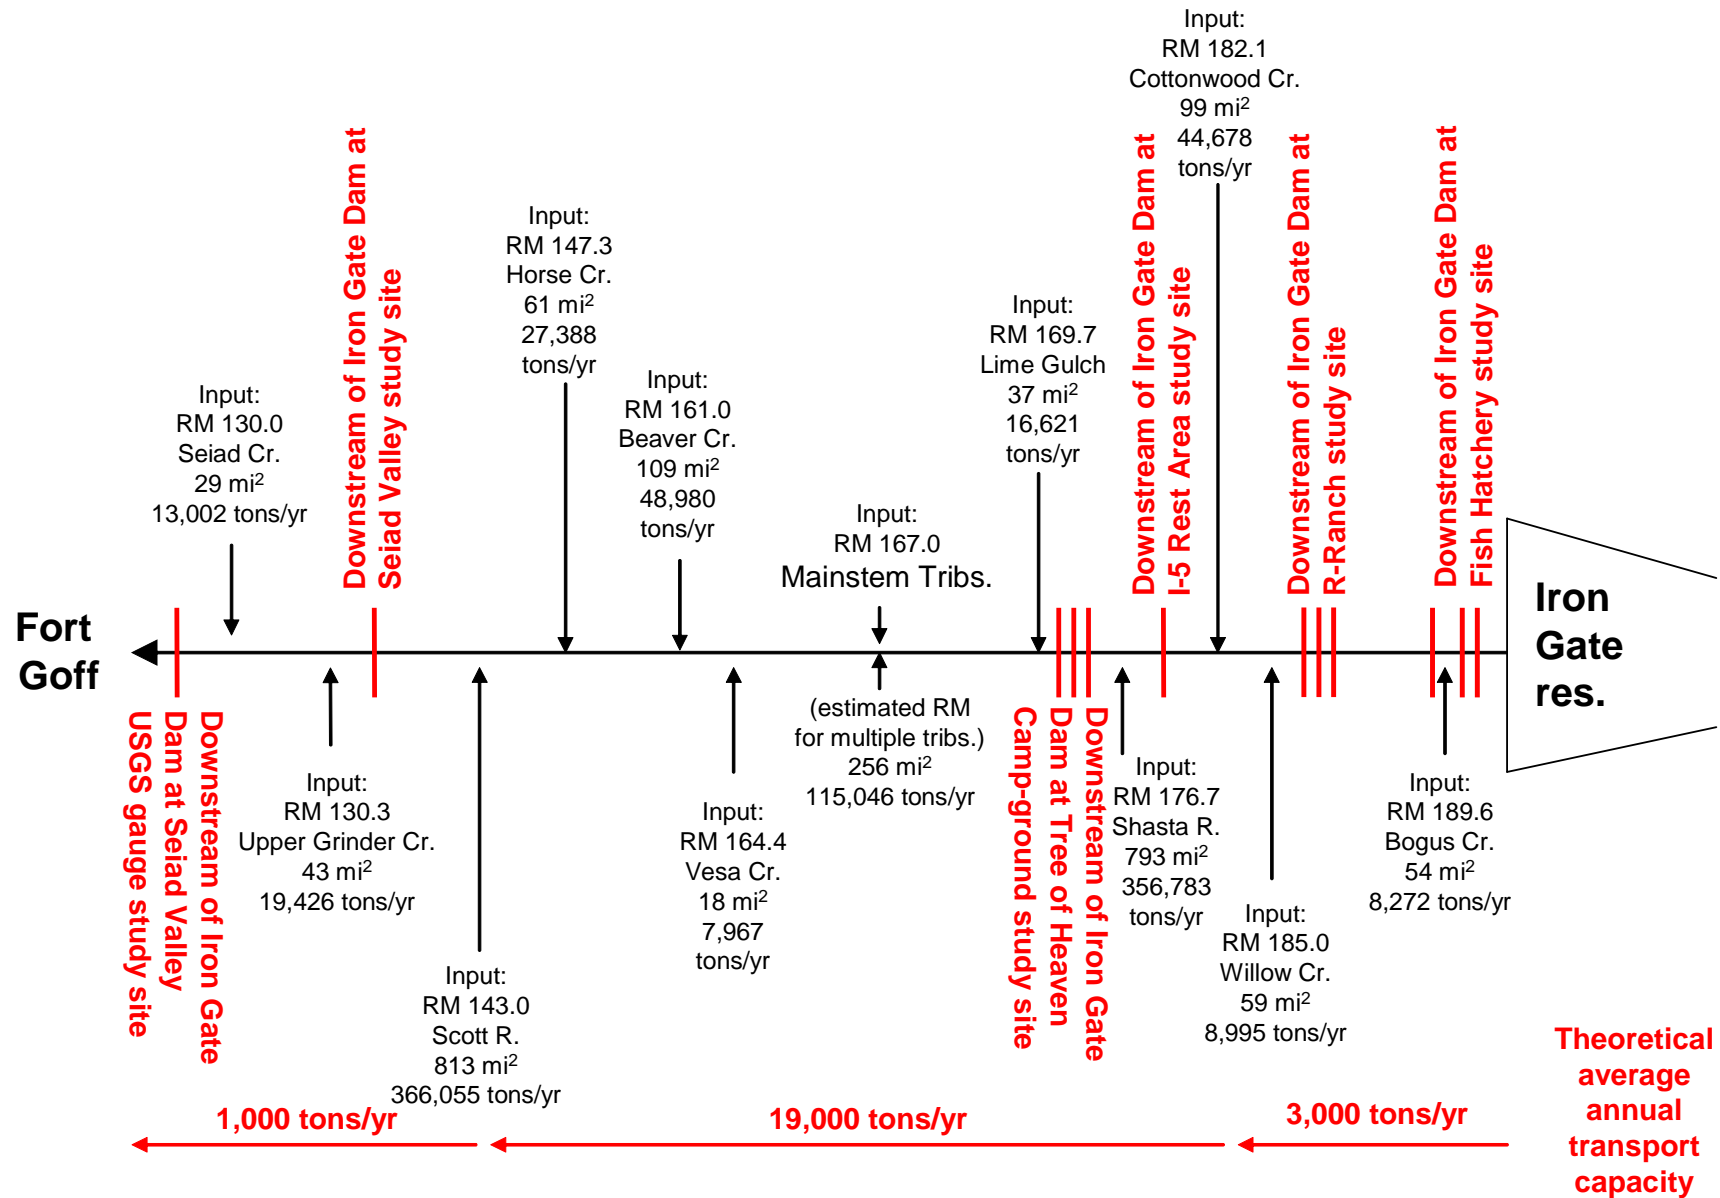 Input:
RM 182.1
Cottonwood Cr.
99 mi²
44,678
tons/yr
Input:
RM 147.3
Horse Cr.
61 mi²
27,388
tons/yr
Input:
RM 169.7
Lime Gulch
37 mi²
16,621
tons/yr
Input:
RM 161.0
Beaver Cr.
109 mi²
48,980
tons/yr
Input:
RM 130.0
Seiad Cr.
29 mi²
13,002 tons/yr
Input:
RM 167.0
Mainstem Tribs.
Downstream of Iron Gate Dam at
Seiad Valley study site
Downstream of Iron Gate Dam at
I-5 Rest Area study site
Downstream of Iron Gate Dam at
R-Ranch study site
Downstream of Iron Gate Dam at
Fish Hatchery study site
Fort
Goff
Iron
Gate
res.
(estimated RM
for multiple tribs.)
256 mi²
115,046 tons/yr
Downstream of Iron Gate
Dam at Seiad Valley
USGS gauge study site
Input:
RM 130.3
Upper Grinder Cr.
43 mi²
19,426 tons/yr
Input:
RM 143.0
Scott R.
813 mi²
366,055 tons/yr
Input:
RM 164.4
Vesa Cr.
18 mi²
7,967
tons/yr
Downstream of Iron Gate
Dam at Tree of Heaven
Camp-ground study site
Input:
RM 176.7
Shasta R.
793 mi²
356,783
tons/yr
Input:
RM 185.0
Willow Cr.
59 mi²
8,995 tons/yr
Input:
RM 189.6
Bogus Cr.
54 mi²
8,272 tons/yr
1,000 tons/yr
19,000 tons/yr
3,000 tons/yr
Theoretical
average
annual
transport
capacity